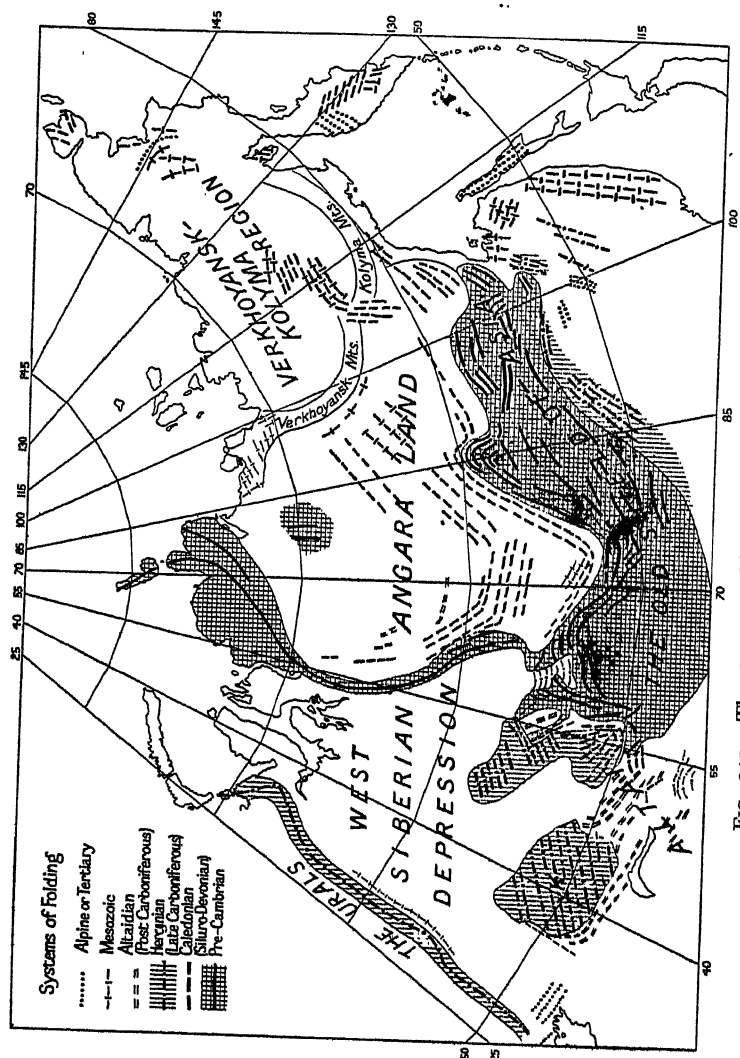 Systems of Folding
Alpine or Tertiary
Mesozoic
Altaidian
(Post Carboniferous)
Hercynian
(Late Carboniferous)
Caledonian
(Siluro-Devonian)
Pre-Cambrian
THE URALS
WEST
SIBERIAN
DEPRESSION
ANGARA LAND
VERKHOYANSK-
KOLYMA REGION
Verkhoyansk Mts.
Kolyma Mts.
THE OLD
25
40
55
70
85
100
115
130
145
70
80
145
130
50
115
100
85
70
55
40
25
50